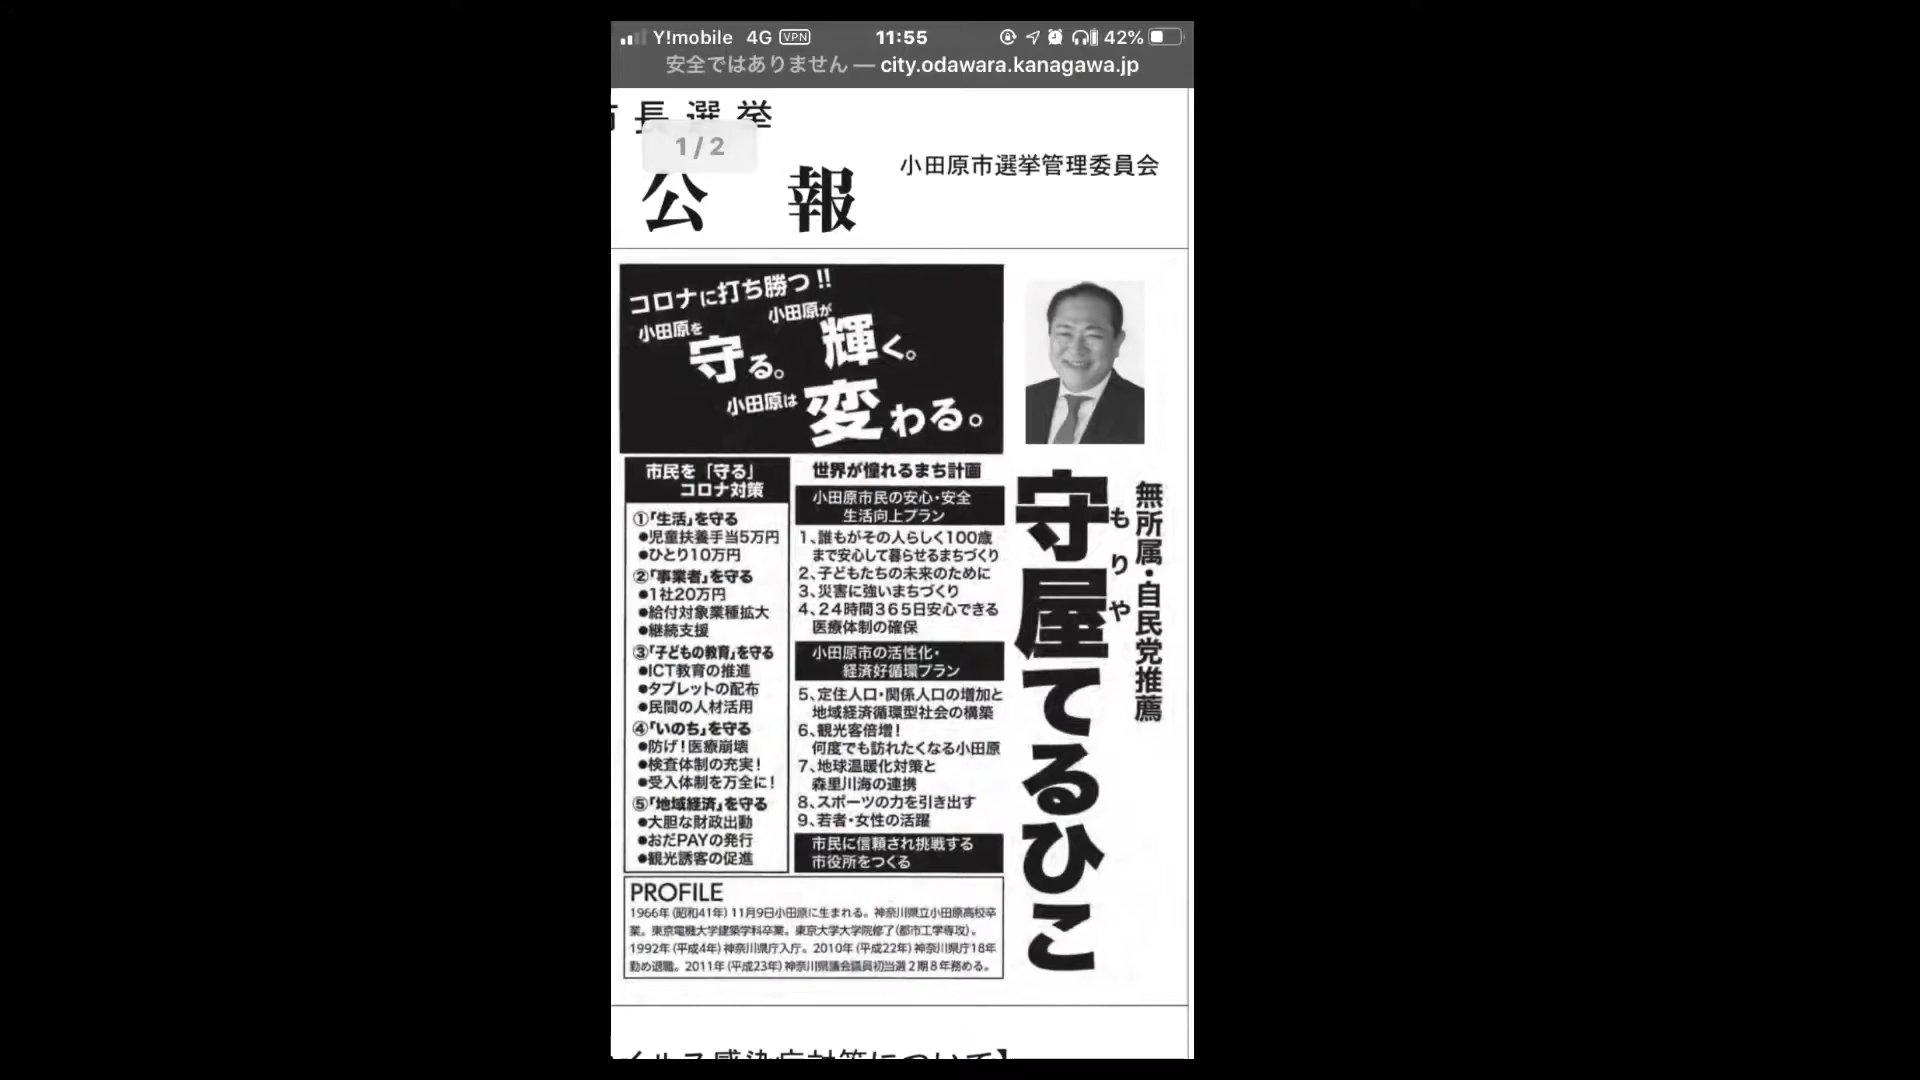 Y!mobile 4G VPN 11:55 42%
安全ではありません — city.odawara.kanagawa.jp
長選挙
1 / 2
公報
小田原市選挙管理委員会
コロナに打ち勝つ!!
小田原を守る。
小田原が輝く。
小田原は変わる。
市民を「守る」
コロナ対策
①「生活」を守る
●児童扶養手当5万円
●ひとり10万円
②「事業者」を守る
●1社20万円
●給付対象業種拡大
●継続支援
③「子どもの教育」を守る
●ICT教育の推進
●タブレットの配布
●民間の人材活用
④「いのち」を守る
●防げ!医療崩壊
●検査体制の充実!
●受入体制を万全に!
⑤「地域経済」を守る
●大胆な財政出動
●おだPAYの発行
●観光誘客の促進
世界が憧れるまち計画
小田原市民の安心・安全
生活向上プラン
1、誰もがその人らしく100歳
まで安心して暮らせるまちづくり
2、子どもたちの未来のために
3、災害に強いまちづくり
4、24時間365日安心できる
医療体制の確保
小田原市の活性化・
経済好循環プラン
5、定住人口・関係人口の増加と
地域経済循環型社会の構築
6、観光客倍増!
何度でも訪れたくなる小田原
7、地球温暖化対策と
森里川海の連携
8、スポーツの力を引き出す
9、若者・女性の活躍
市民に信頼され挑戦する
市役所をつくる
無所属・自民党推薦
もりや
守屋てるひこ
PROFILE
1966年(昭和41年)11月9日小田原に生まれる。神奈川県立小田原高校卒
業。東京電機大学建築学科卒業。東京大学大学院修了(都市工学専攻)。
1992年(平成4年)神奈川県庁入庁。2010年(平成22年)神奈川県庁18年
勤め退職。2011年(平成23年)神奈川県議会議員初当選2期8年務める。
イルス感染症対策について】